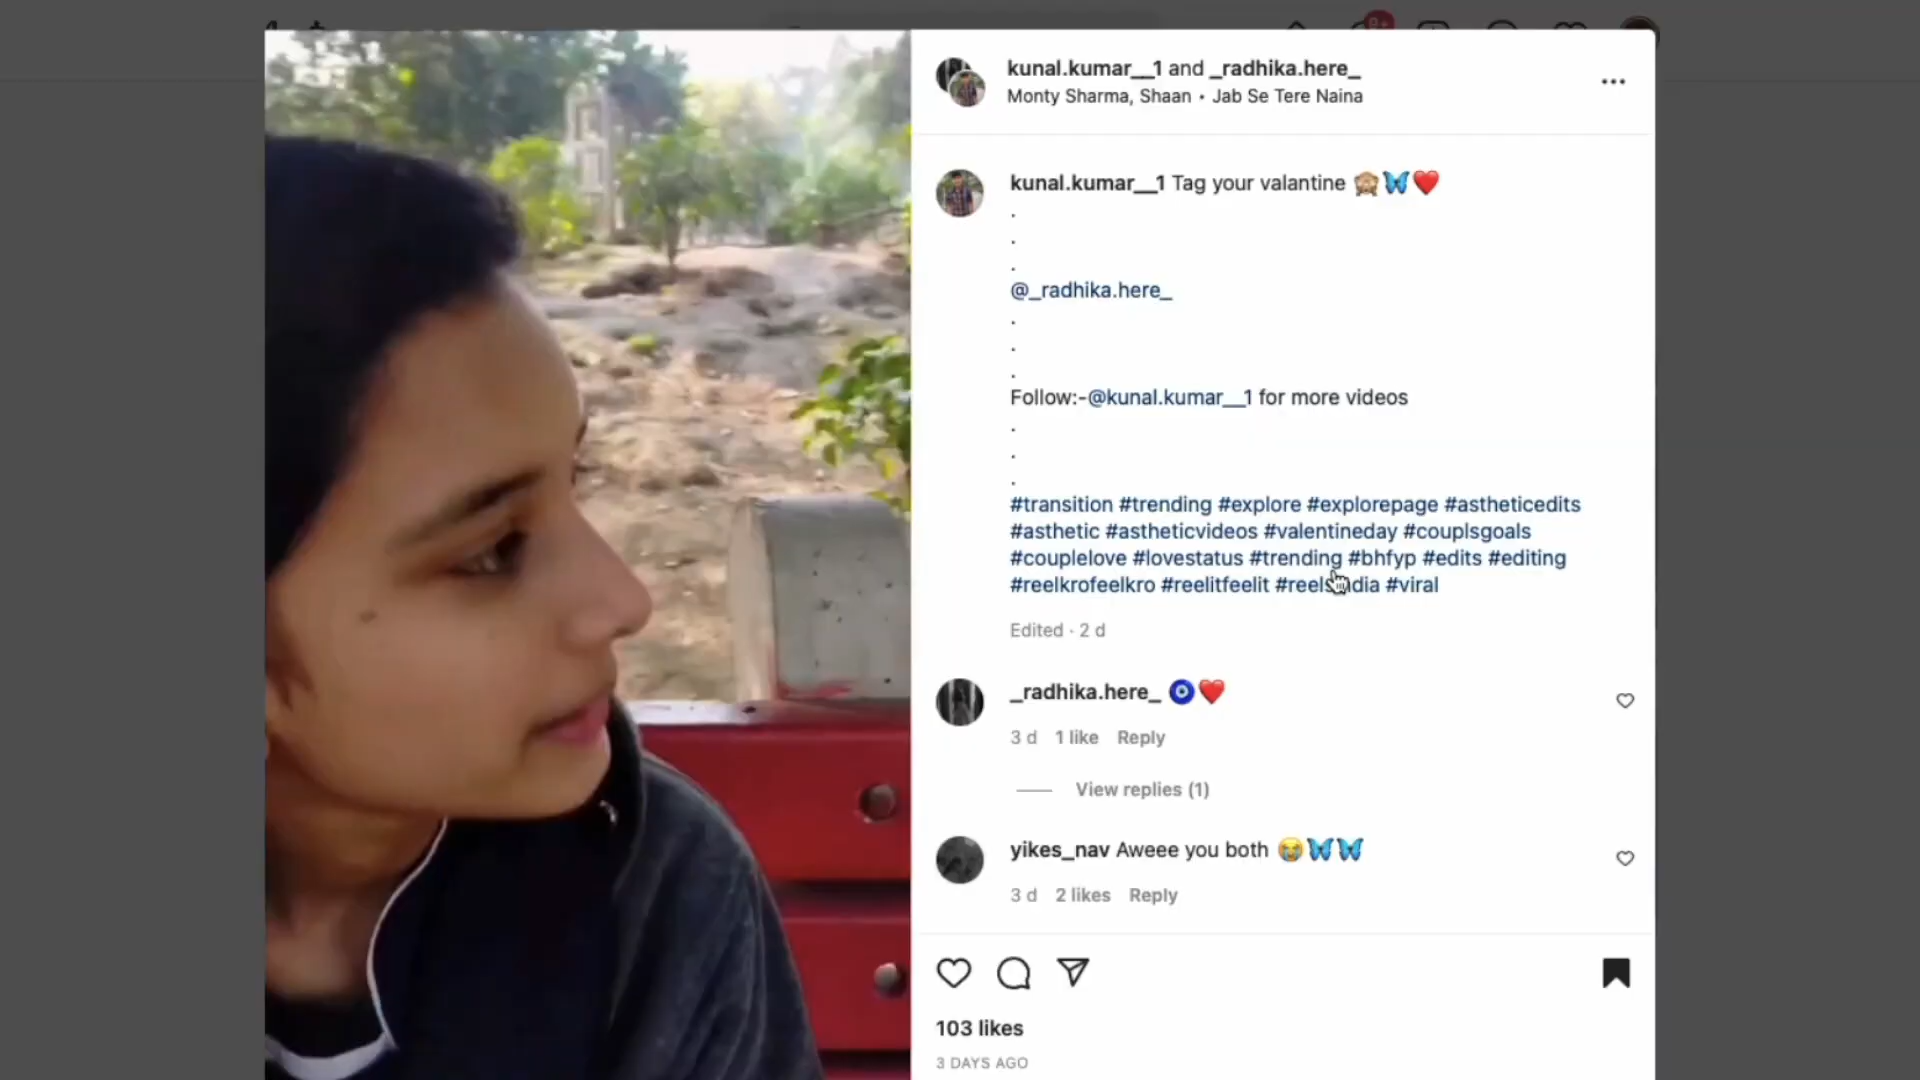 kunal.kumar__1 and _radhika.here_
Monty Sharma, Shaan • Jab Se Tere Naina
kunal.kumar__1 Tag your valantine 🙈🦋❤️
.
.
.
@_radhika.here_
.
.
.
Follow:-@kunal.kumar__1 for more videos
.
.
.
#transition #trending #explore #explorepage #astheticedits
#asthetic #astheticvideos #valentineday #couplsgoals
#couplelove #lovestatus #trending #bhfyp #edits #editing
#reelkrofeelkro #reelitfeelit #viral
Edited · 2 d
_radhika.here_ 🧿❤️
3 d 1 like Reply
View replies (1)
yikes_nav Aweee you both 😭🦋🦋
3 d 2 likes Reply
103 likes
3 DAYS AGO